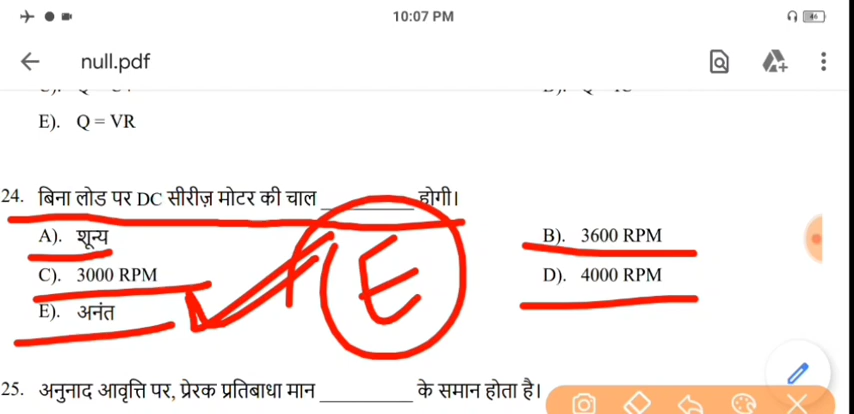 10:07 PM
null.pdf
E). Q = VR
24. बिना लोड पर DC सीरीज़ मोटर की चाल ________ होगी।
A). शून्य B). 3600 RPM
C). 3000 RPM D). 4000 RPM
E). अनंत
E
25. अनुनाद आवृत्ति पर, प्रेरक प्रतिबाधा मान ________ के समान होता है।